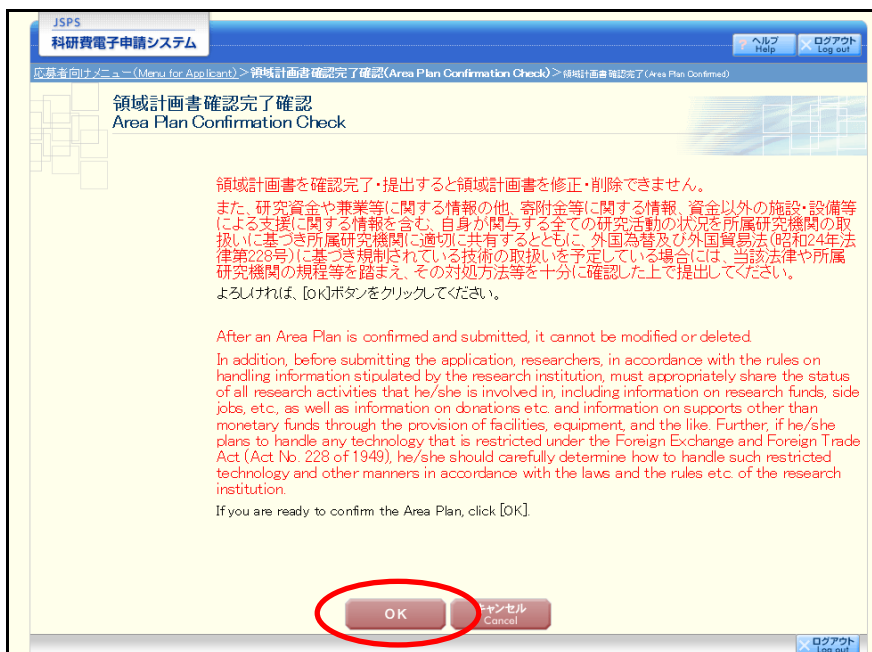 JSPS
科研費電子申請システム
? ヘルプ
Help
ログアウト
Log out
応募者向けメニュー(Menu for Applicant)>領域計画書確認完了確認(Area Plan Confirmation Check)>領域計画書確認完了(Area Plan Confirmed)
領域計画書確認完了確認
Area Plan Confirmation Check
領域計画書を確認完了・提出すると領域計画書を修正・削除できません。
また、研究資金や兼業等に関する情報の他、寄附金等に関する情報、資金以外の施設・設備等
による支援に関する情報を含む、自身が関与する全ての研究活動の状況を所属研究機関の取
扱いに基づき所属研究機関に適切に共有するとともに、外国為替及び外国貿易法(昭和24年法
律第228号)に基づき規制されている技術の取扱いを予定している場合には、当該法律や所属
研究機関の規程等を踏まえ、その対処方法等を十分に確認した上で提出してください。
よろしければ、[OK]ボタンをクリックしてください。
After an Area Plan is confirmed and submitted, it cannot be modified or deleted.
In addition, before submitting the application, researchers, in accordance with the rules on
handling information stipulated by the research institution, must appropriately share the status
of all research activities that he/she is involved in, including information on research funds, side
jobs, etc., as well as information on donations etc. and information on supports other than
monetary funds through the provision of facilities, equipment, and the like. Further, if he/she
plans to handle any technology that is restricted under the Foreign Exchange and Foreign Trade
Act (Act No. 228 of 1949), he/she should carefully determine how to handle such restricted
technology and other manners in accordance with the laws and the rules etc. of the research
institution.
If you are ready to confirm the Area Plan, click [OK].
OK
キャンセル
Cancel
ログアウト
Log out